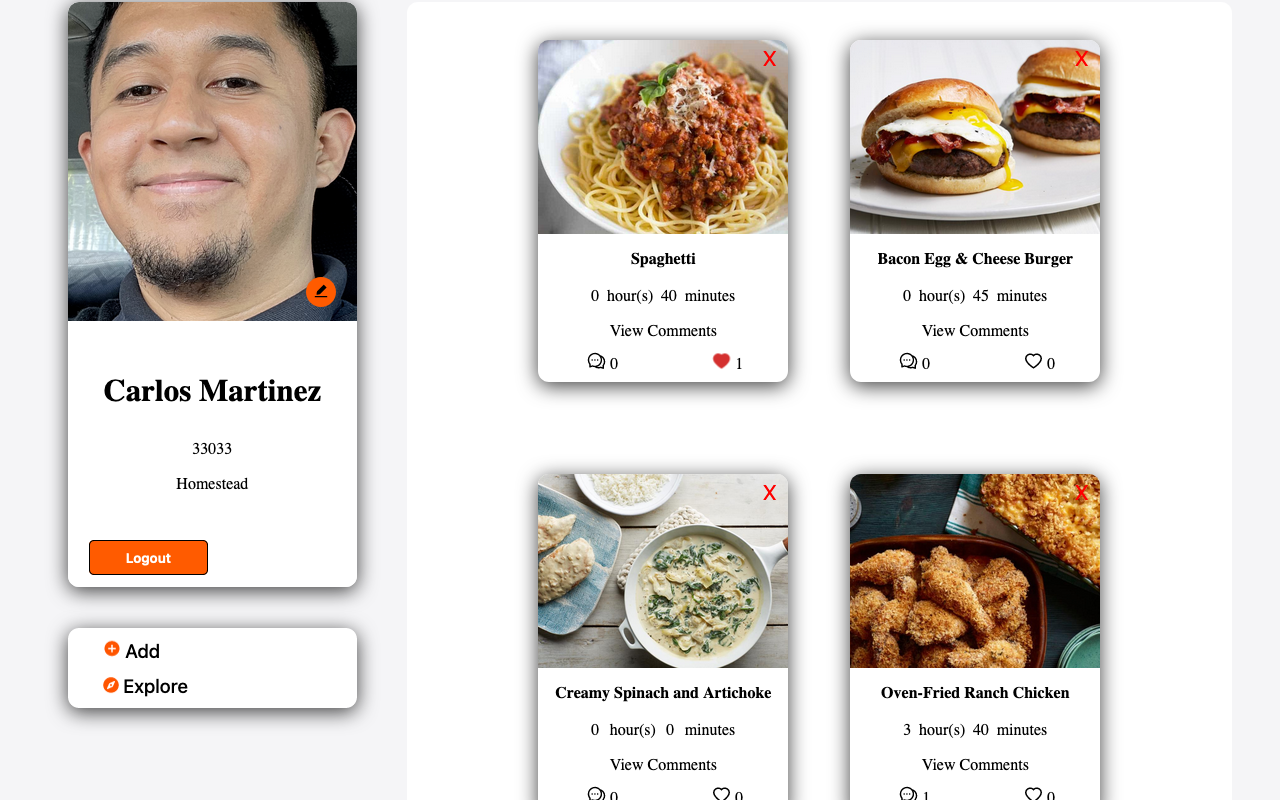 Carlos Martinez
33033
Homestead
Logout
Add
Explore
X
Spaghetti
0 hour(s) 40 minutes
View Comments
0 1
X
Bacon Egg & Cheese Burger
0 hour(s) 45 minutes
View Comments
0 0
X
Creamy Spinach and Artichoke
0 hour(s) 0 minutes
View Comments
0 0
X
Oven-Fried Ranch Chicken
3 hour(s) 40 minutes
View Comments
1 0